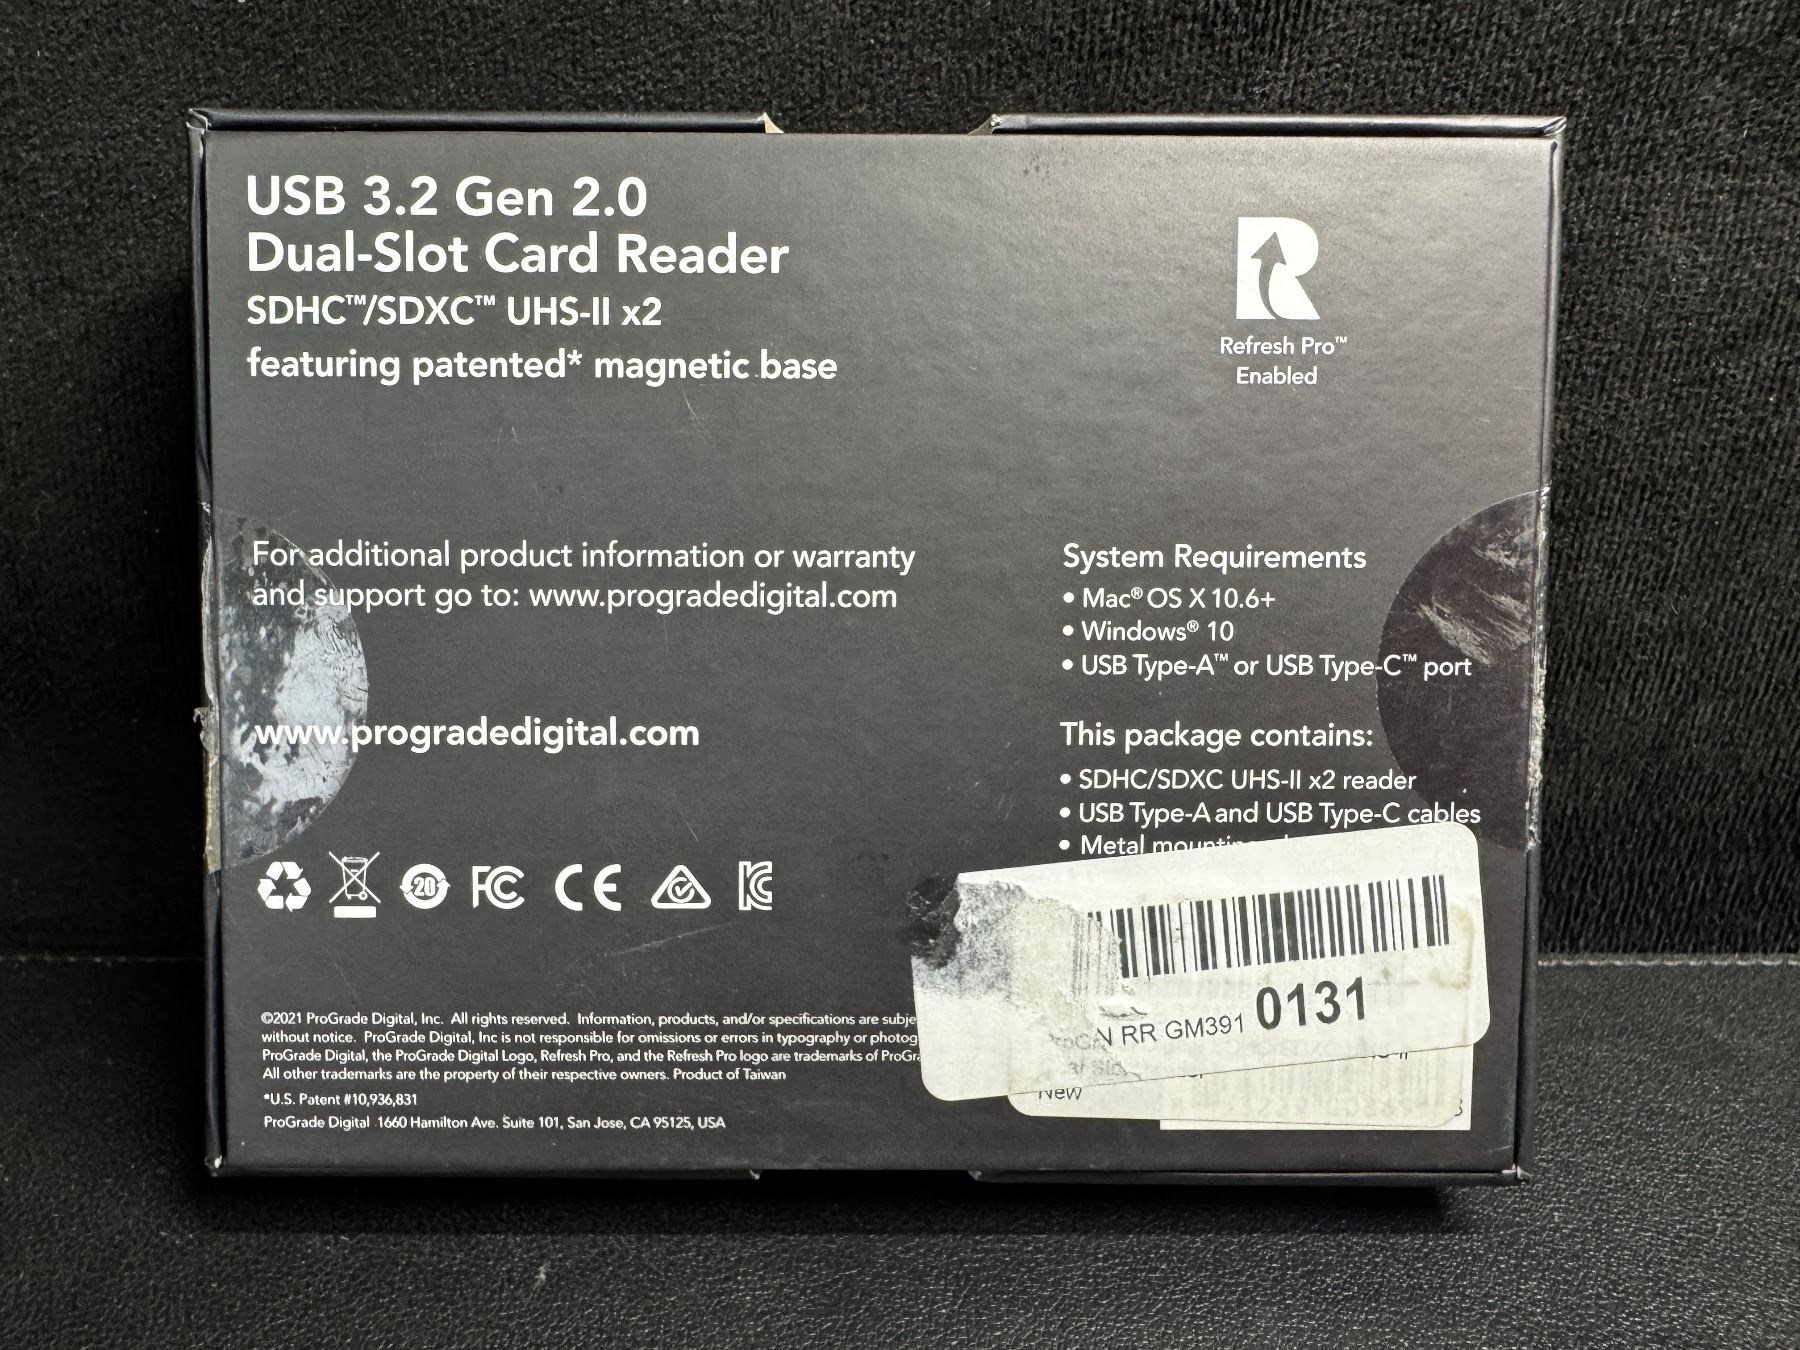 USB 3.2 Gen 2.0
Dual-Slot Card Reader
SDHC™/SDXC™ UHS-II x2
featuring patented* magnetic base
Refresh Pro™
Enabled
For additional product information or warranty
and support go to: www.progradedigital.com
www.progradedigital.com
System Requirements
• Mac® OS X 10.6+
• Windows® 10
• USB Type-A™ or USB Type-C™ port
This package contains:
• SDHC/SDXC UHS-II x2 reader
• USB Type-A and USB Type-C cables
• Metal
20
FC
CE
©2021 ProGrade Digital, Inc. All rights reserved. Information, products, and/or specifications are
without notice. ProGrade Digital, Inc is not responsible for omissions or errors in typography or
ProGrade Digital, the ProGrade Digital Logo, Refresh Pro, and the Refresh Pro logo are trademarks of
All other trademarks are the property of their respective owners. Product of Taiwan
*U.S. Patent #10,936,831
ProGrade Digital 1660 Hamilton Ave. Suite 101, San Jose, CA 95125, USA
RR GM391 0131
New